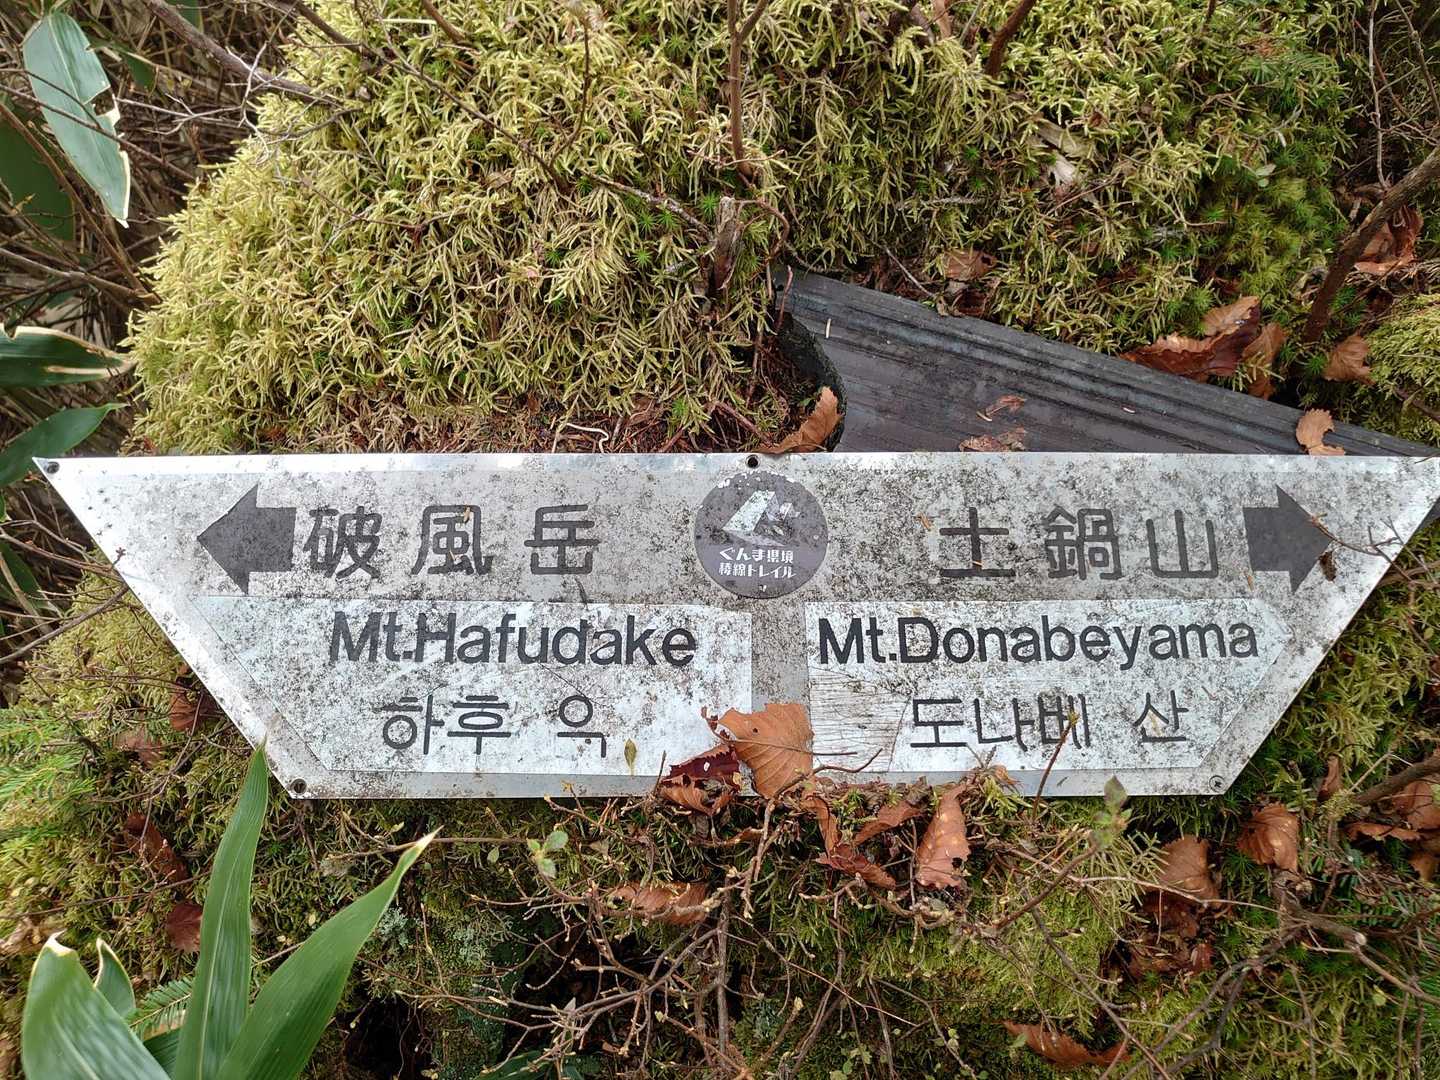 破風岳
Mt.Hafudake
하후 옥
ぐんま県境
稜線トレイル
土鍋山
Mt.Donabeyama
도나베 산